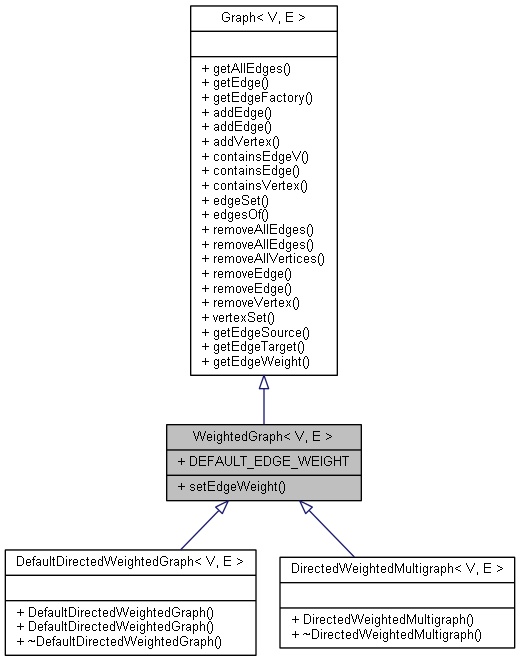 Graph< V, E >
+ getAllEdges()
+ getEdge()
+ getEdgeFactory()
+ addEdge()
+ addEdge()
+ addVertex()
+ containsEdgeV()
+ containsEdge()
+ containsVertex()
+ edgeSet()
+ edgesOf()
+ removeAllEdges()
+ removeAllEdges()
+ removeAllVertices()
+ removeEdge()
+ removeEdge()
+ removeVertex()
+ vertexSet()
+ getEdgeSource()
+ getEdgeTarget()
+ getEdgeWeight()
WeightedGraph< V, E >
+ DEFAULT_EDGE_WEIGHT
+ setEdgeWeight()
DefaultDirectedWeightedGraph< V, E >
+ DefaultDirectedWeightedGraph()
+ DefaultDirectedWeightedGraph()
+ ~DefaultDirectedWeightedGraph()
DirectedWeightedMultigraph< V, E >
+ DirectedWeightedMultigraph()
+ ~DirectedWeightedMultigraph()